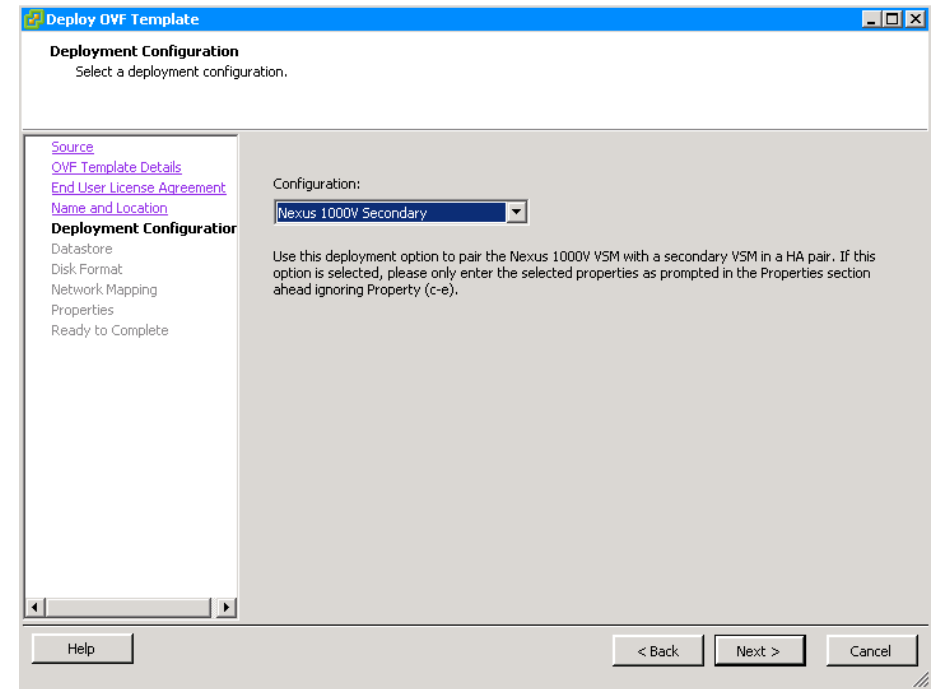 Deploy OVF Template
Deployment Configuration
Select a deployment configuration.
Source
OVF Template Details
End User License Agreement
Name and Location
Deployment Configuration
Datastore
Disk Format
Network Mapping
Properties
Ready to Complete
Configuration:
Nexus 1000V Secondary
Use this deployment option to pair the Nexus 1000V VSM with a secondary VSM in a HA pair. If this
option is selected, please only enter the selected properties as prompted in the Properties section
ahead ignoring Property (c-e).
Help
< Back
Next >
Cancel